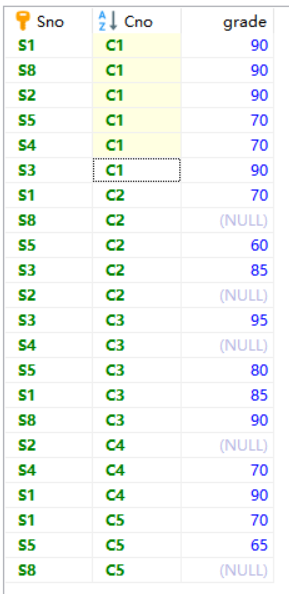 Sno A Z Cno grade
S1 C1 90
S8 C1 90
S2 C1 90
S5 C1 70
S4 C1 70
S3 C1 90
S1 C2 70
S8 C2 (NULL)
S5 C2 60
S3 C2 85
S2 C2 (NULL)
S3 C3 95
S4 C3 (NULL)
S5 C3 80
S1 C3 85
S8 C3 90
S2 C4 (NULL)
S4 C4 70
S1 C4 90
S1 C5 70
S5 C5 65
S8 C5 (NULL)